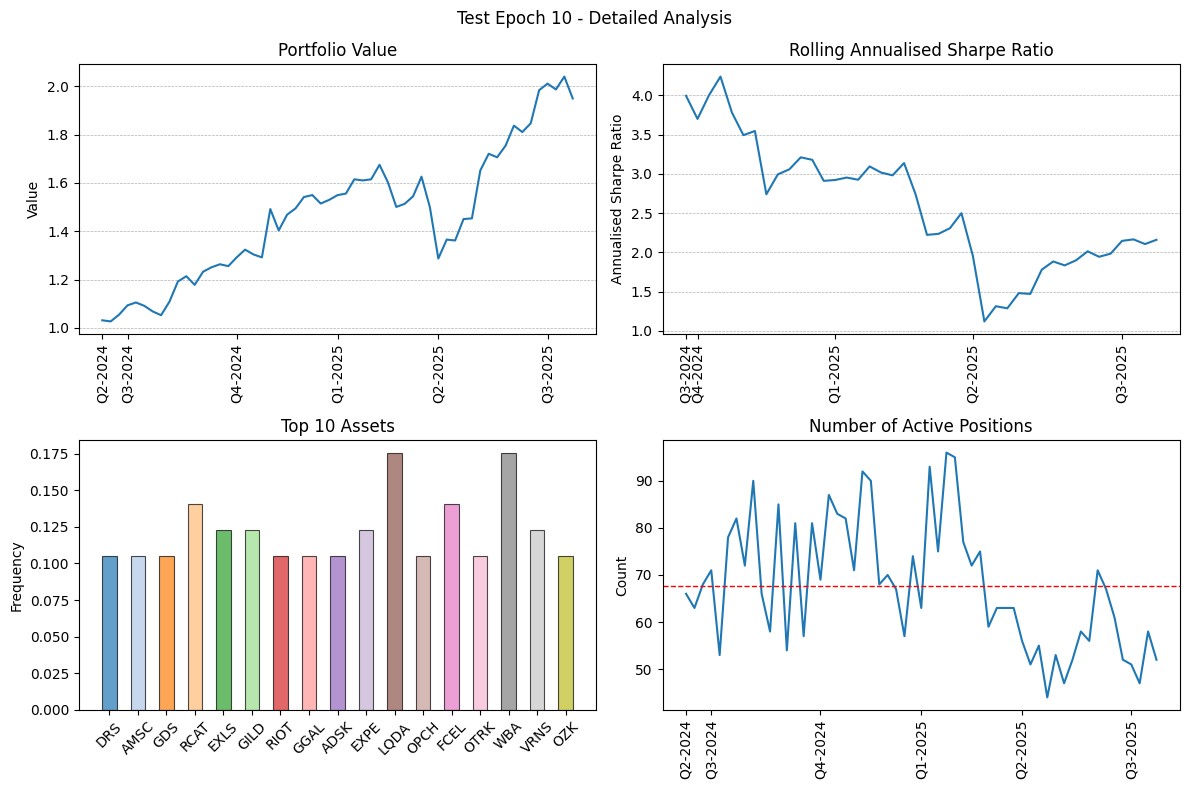 Test Epoch 10 - Detailed Analysis
Portfolio Value
Value
2.0
1.8
1.6
1.4
1.2
1.0
Q2-2024
Q3-2024
Q4-2024
Q1-2025
Q2-2025
Q3-2025
Rolling Annualised Sharpe Ratio
Annualised Sharpe Ratio
4.0
3.5
3.0
2.5
2.0
1.5
1.0
Q3-2024
Q4-2024
Q1-2025
Q2-2025
Q3-2025
Top 10 Assets
Frequency
0.175
0.150
0.125
0.100
0.075
0.050
0.025
0.000
DRS
AMSC
GDS
RCAT
EXLS
GILD
RIOT
GGAL
ADSK
EXPE
LQDA
OPCH
FCEL
OTRK
WBA
VRNS
OZK
Number of Active Positions
Count
90
80
70
60
50
Q2-2024
Q3-2024
Q4-2024
Q1-2025
Q2-2025
Q3-2025